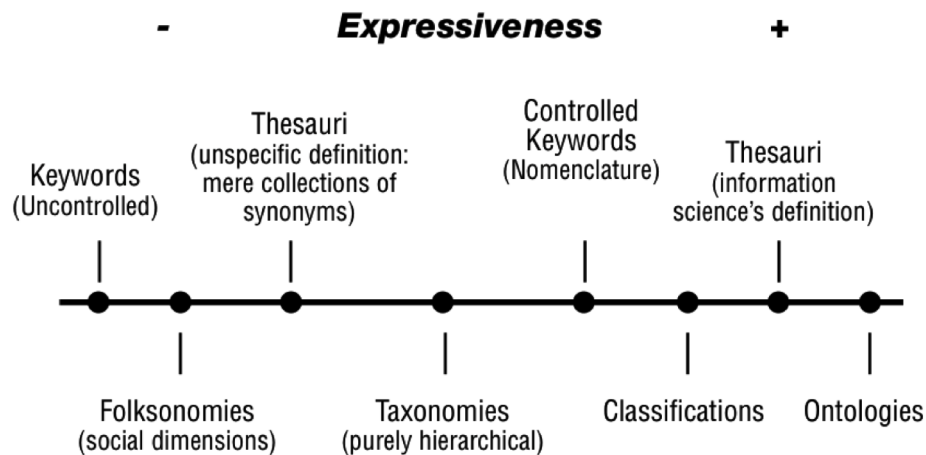 - Expressiveness +
Thesauri
(unspecific definition:
mere collections of
synonyms)
Controlled
Keywords
(Nomenclature)
Thesauri
(information
science's definition)
Keywords
(Uncontrolled)
Folksonomies
(social dimensions)
Taxonomies
(purely hierarchical)
Classifications
Ontologies